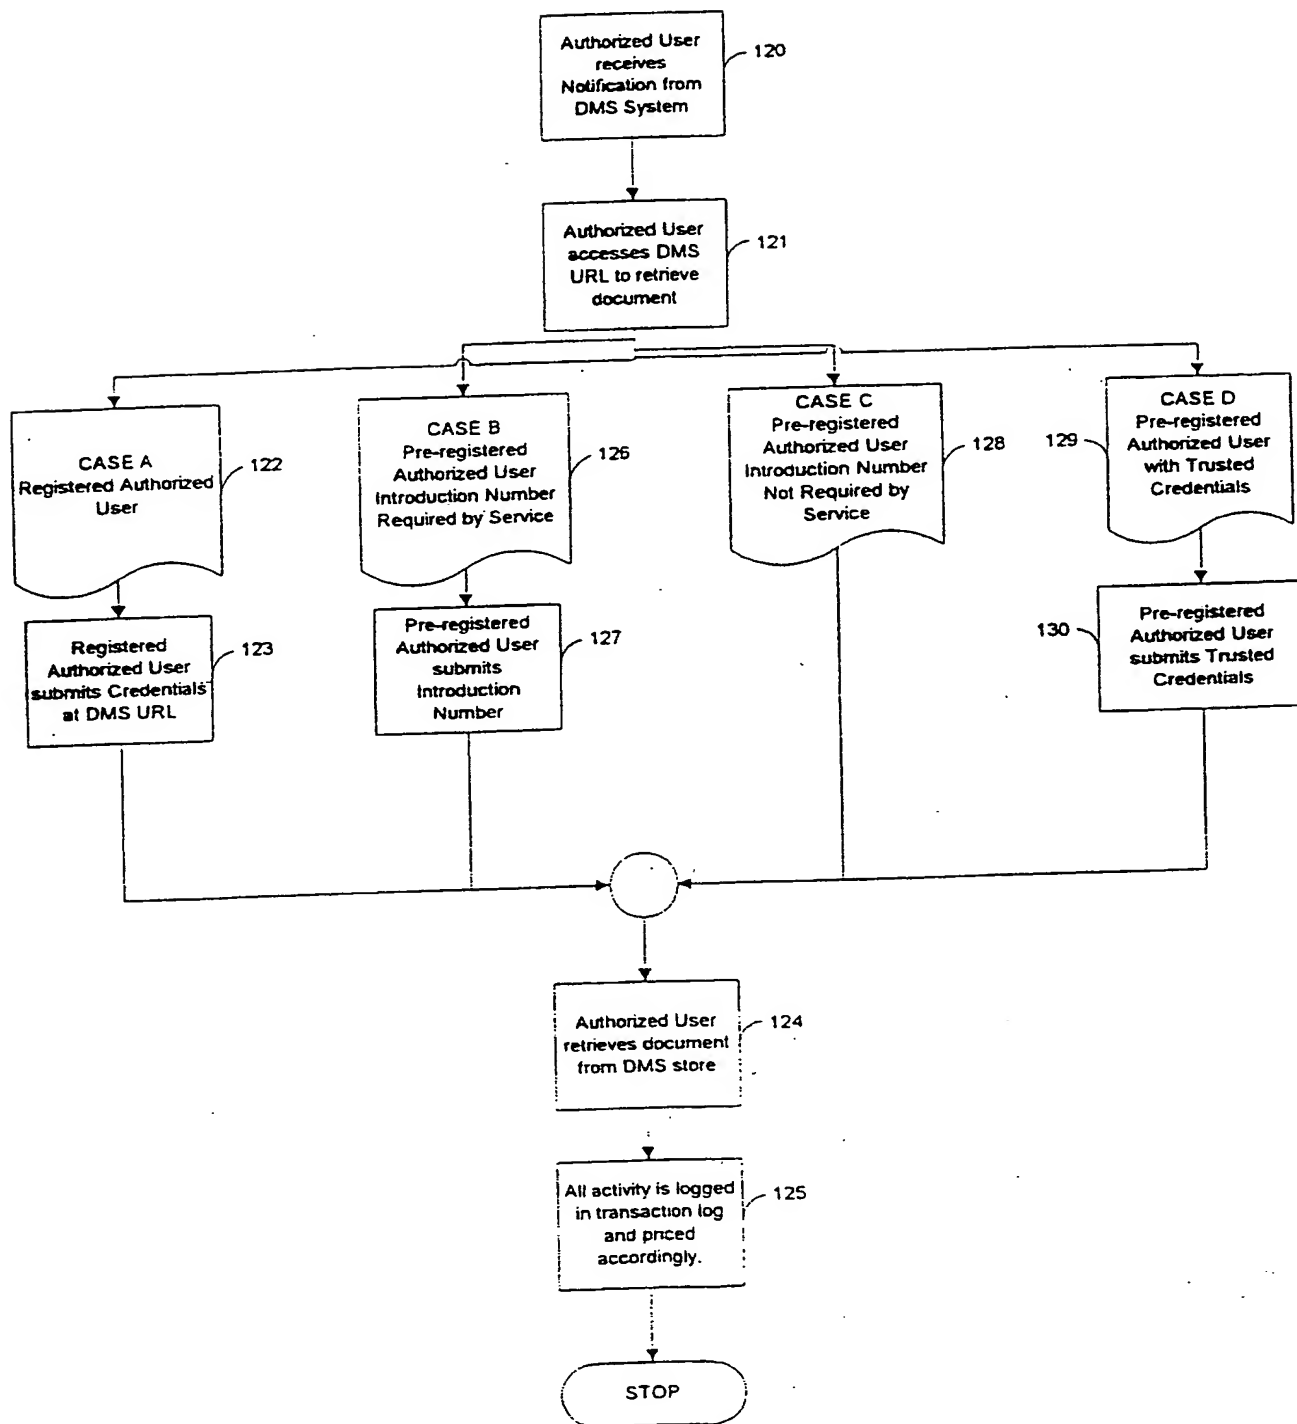 Authorized User
receives
Notification from
DMS System
120
Authorized User
accesses DMS
URL to retrieve
document
121
CASE A
Registered Authorized
User
122
CASE B
Pre-registered
Authorized User
Introduction Number
Required by Service
126
CASE C
Pre-registered
Authorized User
Introduction Number
Not Required by
Service
128
CASE D
Pre-registered
Authorized User
with Trusted
Credentials
129
Registered
Authorized User
submits Credentials
at DMS URL
123
Pre-registered
Authorized User
submits
Introduction
Number
127
Pre-registered
Authorized User
submits Trusted
Credentials
130
Authorized User
retrieves document
from DMS store
124
All activity is logged
in transaction log
and priced
accordingly.
125
STOP